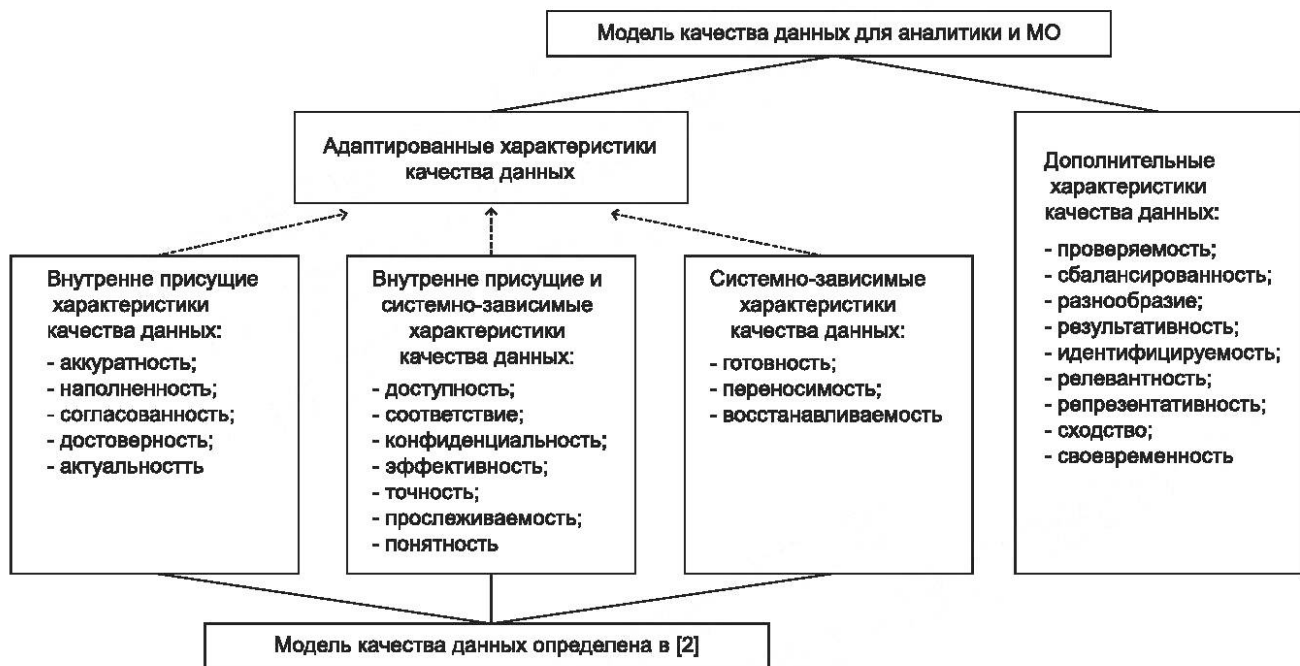 Модель качества данных для аналитики и МО
Адаптированные характеристики
качества данных
Дополнительные
характеристики
качества данных:
- проверяемость;
- сбалансированность;
- разнообразие;
- результативность;
- идентифицируемость;
- релевантность;
- репрезентативность;
- сходство;
- своевременность
Внутренне присущие
характеристики
качества данных:
- аккуратность;
- наполненность;
- согласованность;
- достоверность;
- актуальностть
Внутренне присущие и
системно-зависимые
характеристики
качества данных:
- доступность;
- соответствие;
- конфиденциальность;
- эффективность;
- точность;
- прослеживаемость;
- понятность
Системно-зависимые
характеристики
качества данных:
- готовность;
- переносимость;
- восстанавливаемость
Модель качества данных определена в [2]